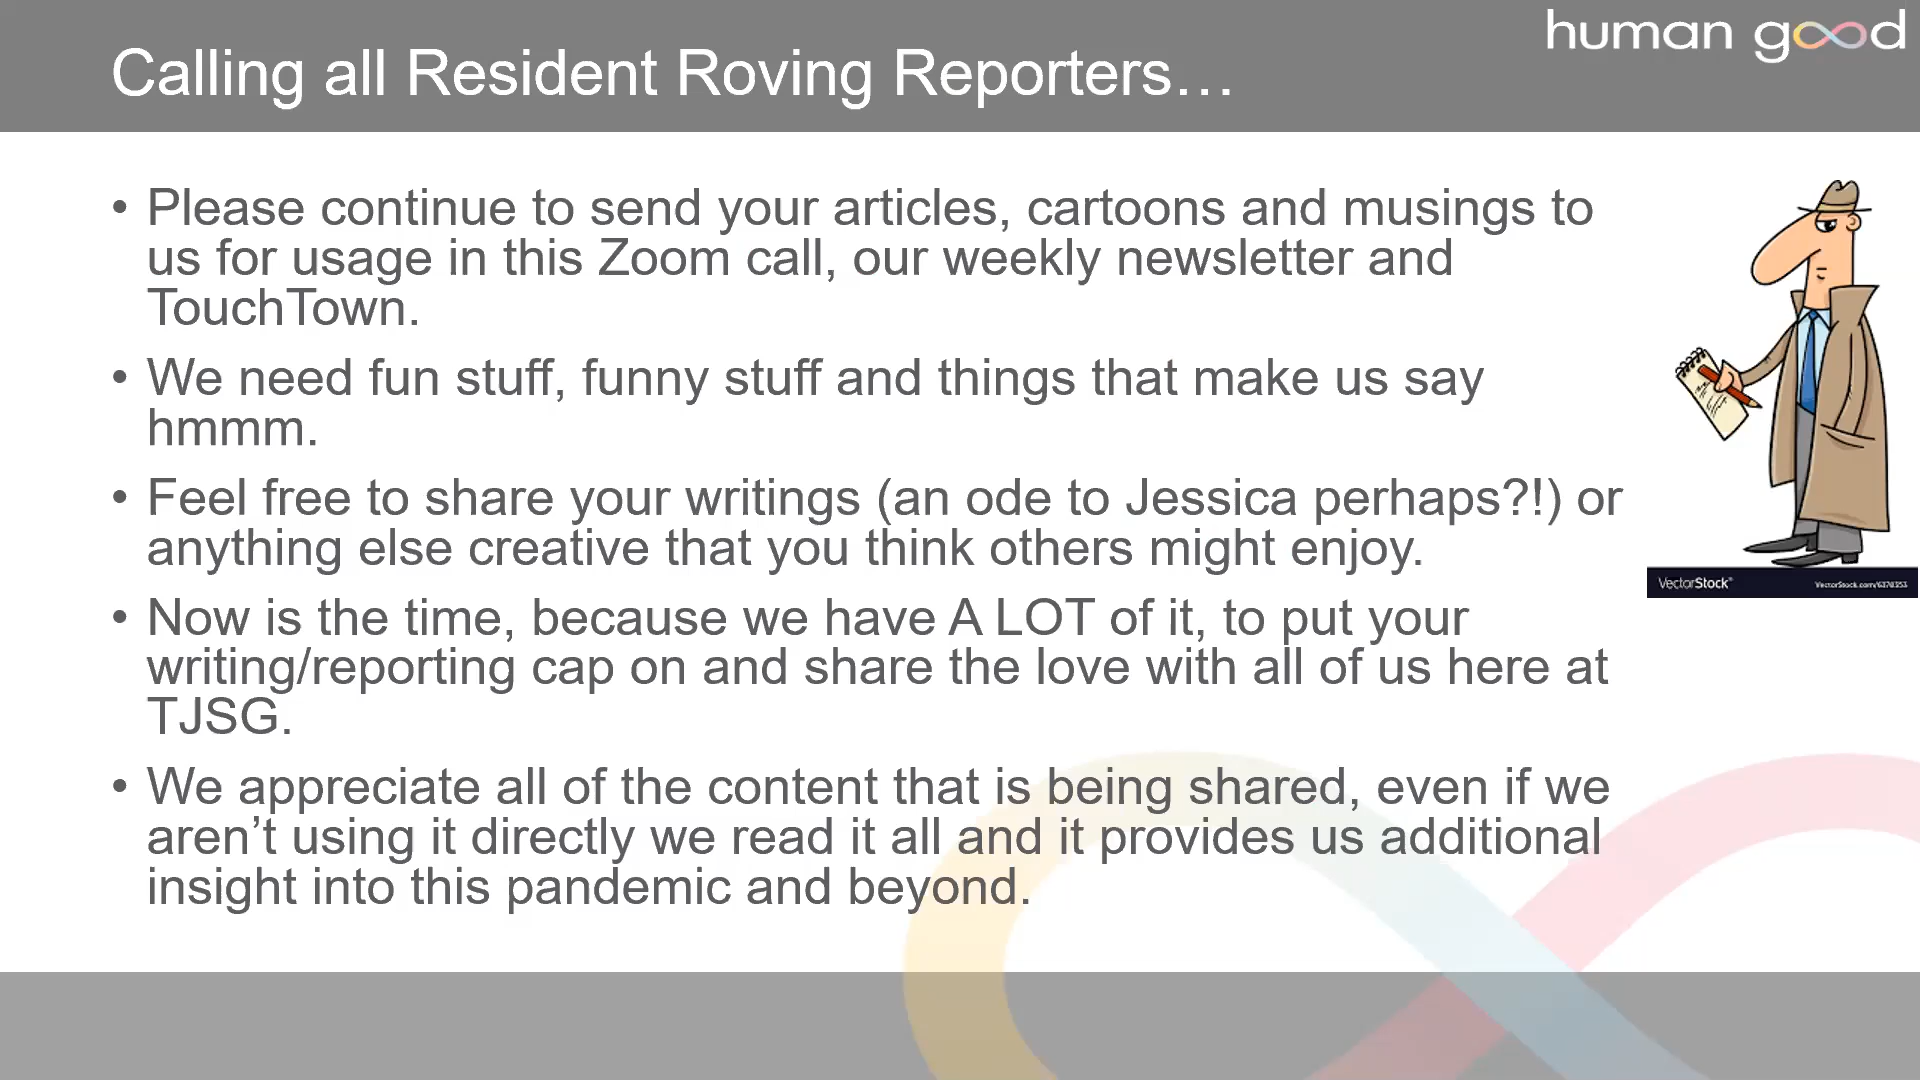 human good
Calling all Resident Roving Reporters…
• Please continue to send your articles, cartoons and musings to
us for usage in this Zoom call, our weekly newsletter and
TouchTown.
• We need fun stuff, funny stuff and things that make us say
hmmm.
• Feel free to share your writings (an ode to Jessica perhaps?!) or
anything else creative that you think others might enjoy.
• Now is the time, because we have A LOT of it, to put your
writing/reporting cap on and share the love with all of us here at
TJSG.
• We appreciate all of the content that is being shared, even if we
aren’t using it directly we read it all and it provides us additional
insight into this pandemic and beyond.
VectorStock®